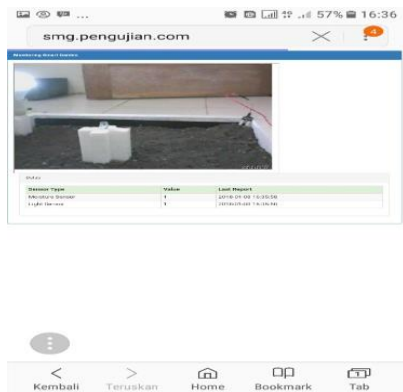 57% 16:36
smg.pengujian.com
4
Monitoring Smart Garden
Sensor Type Value Last Report
Moisture Sensor 1
Light Sensor 1
Kembali Teruskan Home Bookmark Tab